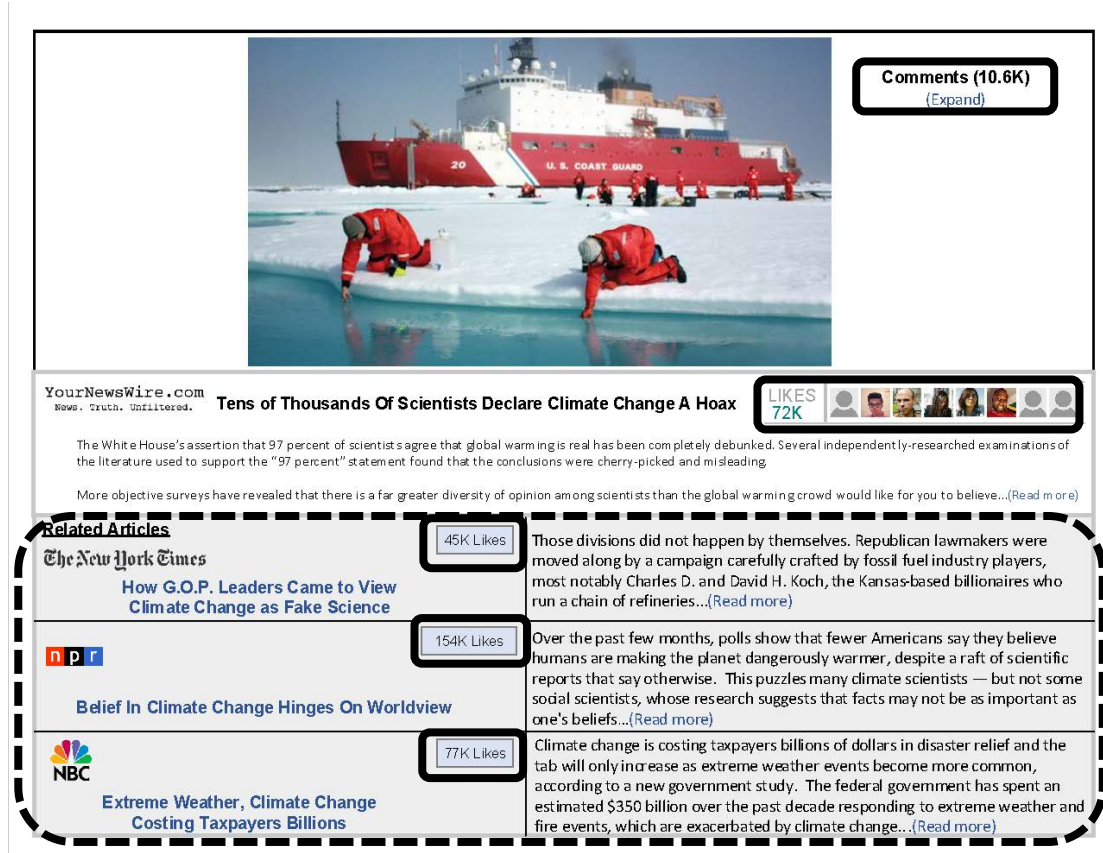 Comments (10.6K)
(Expand)
20
U. S. COAST GUARD
YourNewsWire.com
News. Truth. Unfiltered.
Tens of Thousands Of Scientists Declare Climate Change A Hoax
LIKES
72K
The White House's assertion that 97 percent of scientists agree that global warming is real has been completely debunked. Several independently-researched examinations of
the literature used to support the "97 percent" statement found that the conclusions were cherry-picked and misleading.
More objective surveys have revealed that there is a far greater diversity of opinion among scientists than the global warming crowd would like for you to believe...(Read more)
Related Articles
The New York Times
45K Likes
How G.O.P. Leaders Came to View
Climate Change as Fake Science
Those divisions did not happen by themselves. Republican lawmakers were
moved along by a campaign carefully crafted by fossil fuel industry players,
most notably Charles D. and David H. Koch, the Kansas-based billionaires who
run a chain of refineries...(Read more)
npr
154K Likes
Belief In Climate Change Hinges On Worldview
Over the past few months, polls show that fewer Americans say they believe
humans are making the planet dangerously warmer, despite a raft of scientific
reports that say otherwise. This puzzles many climate scientists — but not some
social scientists, whose research suggests that facts may not be as important as
one's beliefs...(Read more)
NBC
77K Likes
Extreme Weather, Climate Change
Costing Taxpayers Billions
Climate change is costing taxpayers billions of dollars in disaster relief and the
tab will only increase as extreme weather events become more common,
according to a new government study. The federal government has spent an
estimated $350 billion over the past decade responding to extreme weather and
fire events, which are exacerbated by climate change...(Read more)